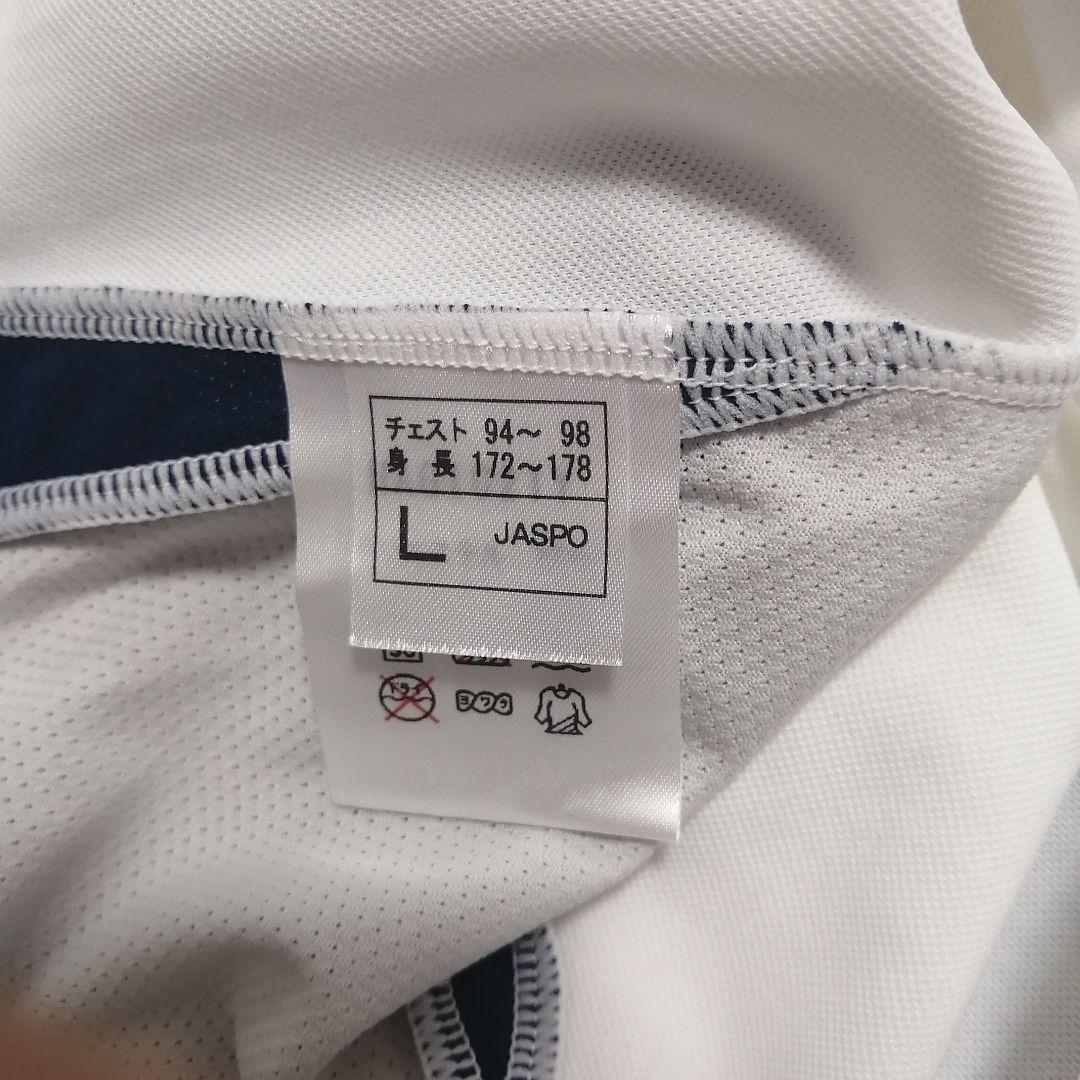 チェスト 94～ 98
身 長 172～178
L JASPO
ドライ
ヨワク